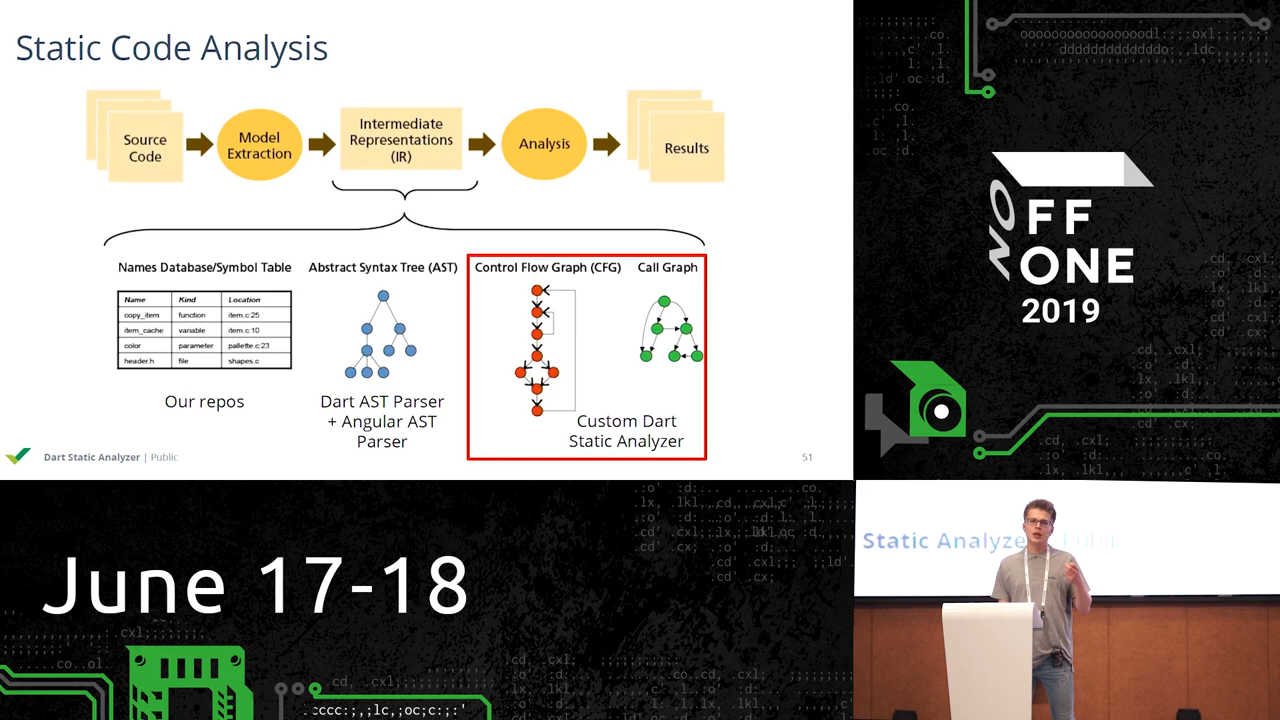 Static Code Analysis
Source
Code
Model
Extraction
Intermediate
Representations
(IR)
Analysis
Results
Names Database/Symbol Table
Abstract Syntax Tree (AST)
Control Flow Graph (CFG)
Call Graph
Name Kind Location
copy_item function item.c:25
item_cache variable item.c:10
color parameter pallette.c:23
header.h file shapes.c
Our repos
Dart AST Parser
+ Angular AST
Parser
Custom Dart
Static Analyzer
Dart Static Analyzer | Public
51
NO
FF
ONE
2019
June 17-18
Static Analyze
Public